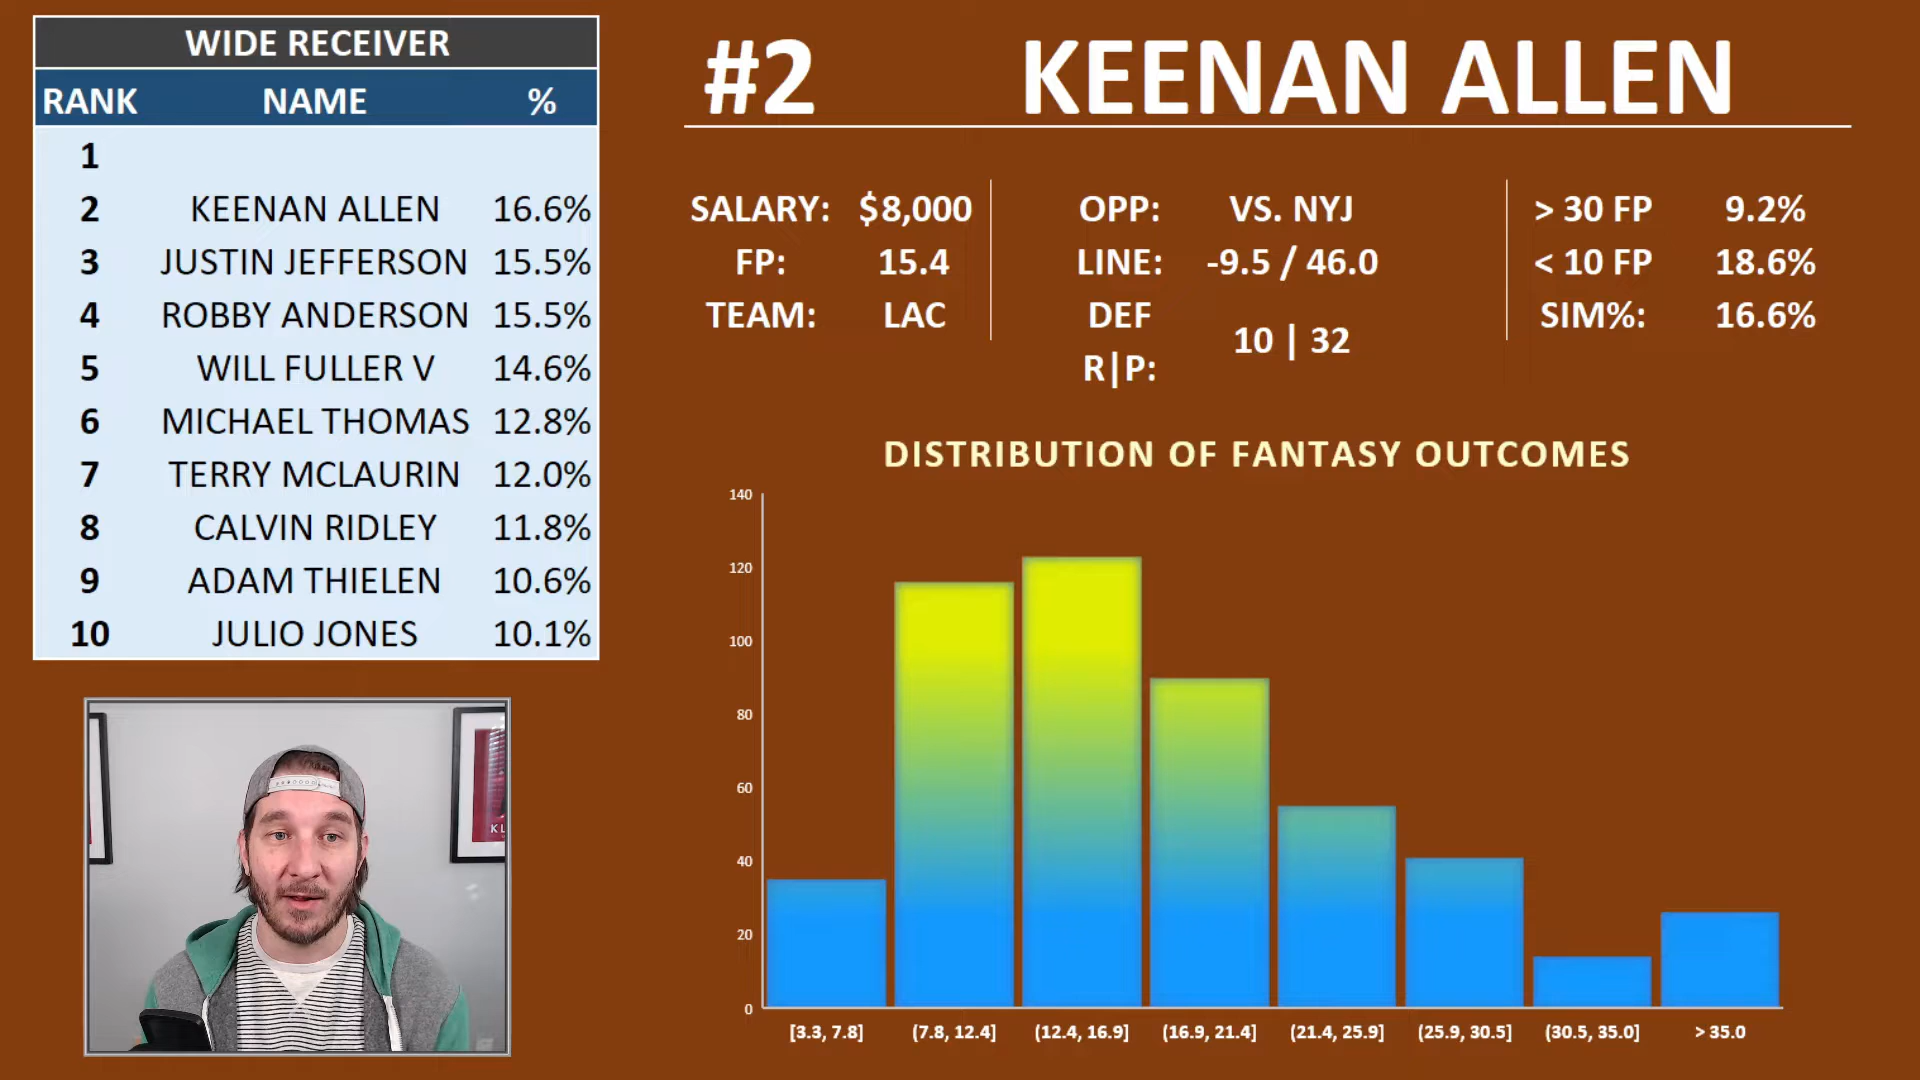 WIDE RECEIVER
RANK NAME %
1
2 KEENAN ALLEN 16.6%
3 JUSTIN JEFFERSON 15.5%
4 ROBBY ANDERSON 15.5%
5 WILL FULLER V 14.6%
6 MICHAEL THOMAS 12.8%
7 TERRY MCLAURIN 12.0%
8 CALVIN RIDLEY 11.8%
9 ADAM THIELEN 10.6%
10 JULIO JONES 10.1%
#2 KEENAN ALLEN
SALARY: $8,000
FP: 15.4
TEAM: LAC
OPP: VS. NYJ
LINE: -9.5 / 46.0
DEF
R|P: 10 | 32
> 30 FP 9.2%
< 10 FP 18.6%
SIM%: 16.6%
DISTRIBUTION OF FANTASY OUTCOMES
140
120
100
80
60
40
20
0
[3.3, 7.8] (7.8, 12.4] (12.4, 16.9] (16.9, 21.4] (21.4, 25.9] (25.9, 30.5] (30.5, 35.0] > 35.0
KL